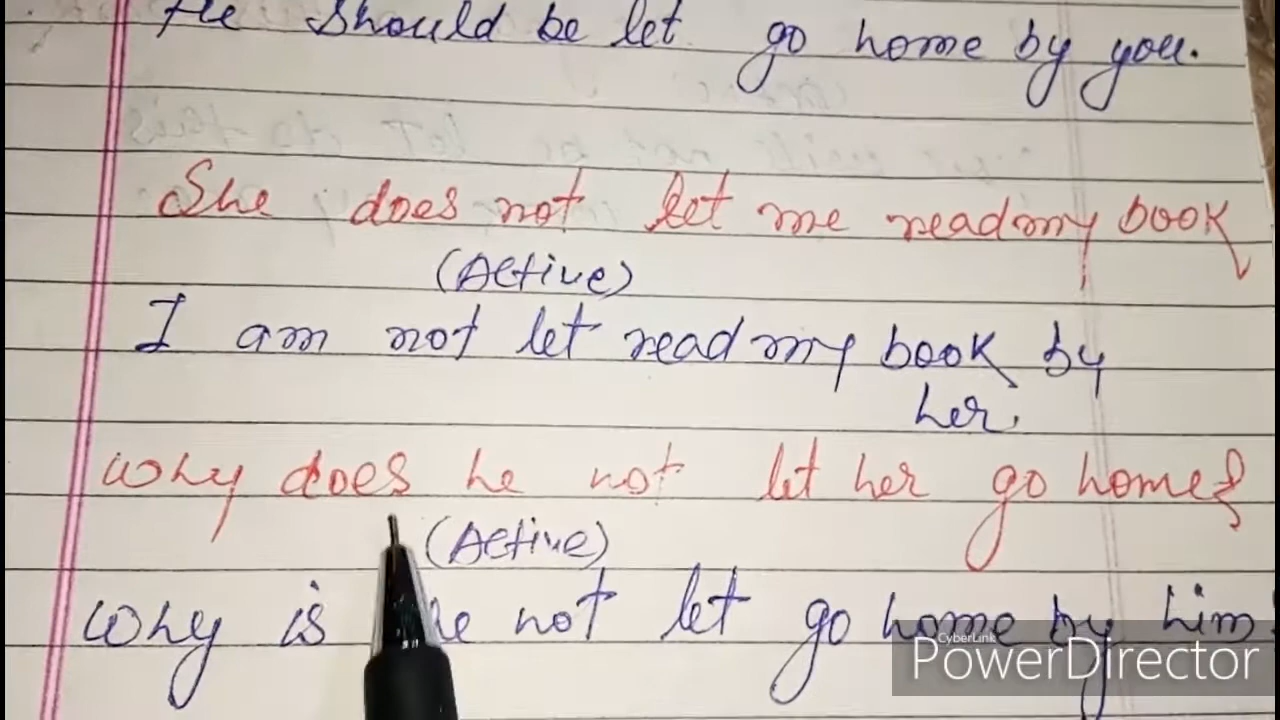 He should be let go home by you.
She does not let me read my book
(Active)
I am not let read my book by
her.
Why does he not let her go home?
(Active)
Why is not let go home by him
CyberLink
PowerDirector